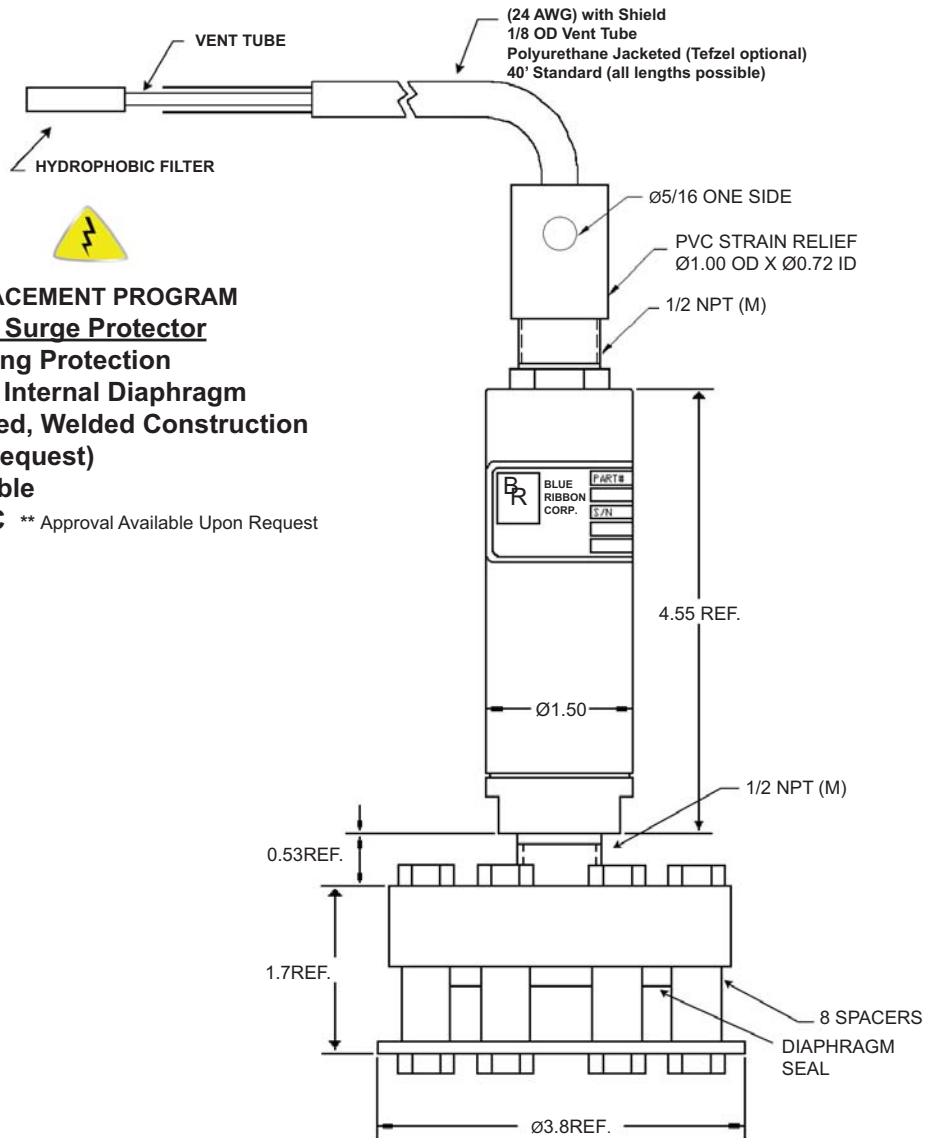 (24 AWG) with Shield
1/8 OD Vent Tube
Polyurethane Jacketed (Tefzel optional)
40' Standard (all lengths possible)
VENT TUBE
HYDROPHOBIC FILTER
Ø5/16 ONE SIDE
PVC STRAIN RELIEF
Ø1.00 OD X Ø0.72 ID
1/2 NPT (M)
ACEMENT PROGRAM
Surge Protector
ng Protection
Internal Diaphragm
ed, Welded Construction
equest)
ble
C ** Approval Available Upon Request
BR
BLUE
RIBBON
CORP.
PART#
S/N
4.55 REF.
Ø1.50
1/2 NPT (M)
0.53REF.
1.7REF.
8 SPACERS
DIAPHRAGM
SEAL
Ø3.8REF.